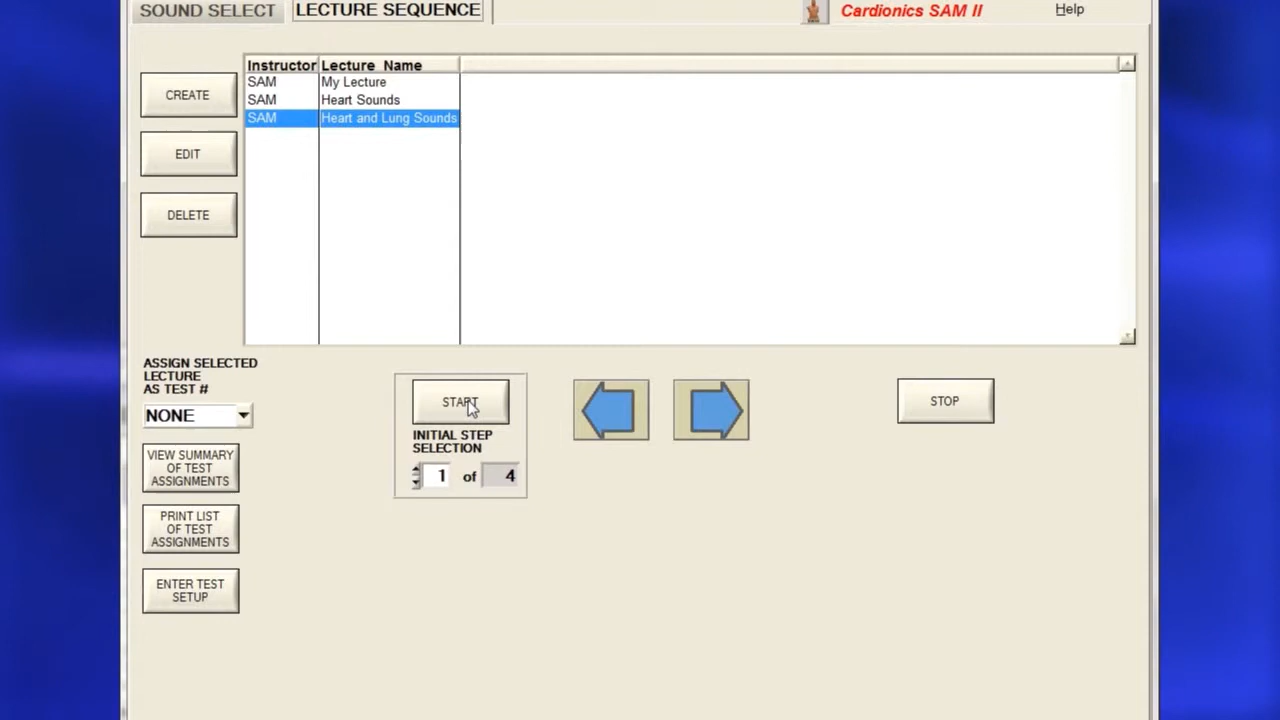 SOUND SELECT LECTURE SEQUENCE Cardionics SAM II Help
Instructor Lecture Name
SAM My Lecture
SAM Heart Sounds
SAM Heart and Lung Sounds
CREATE
EDIT
DELETE
ASSIGN SELECTED
LECTURE
AS TEST #
NONE
VIEW SUMMARY
OF TEST
ASSIGNMENTS
PRINT LIST
OF TEST
ASSIGNMENTS
ENTER TEST
SETUP
START
INITIAL STEP
SELECTION
1 of 4
STOP